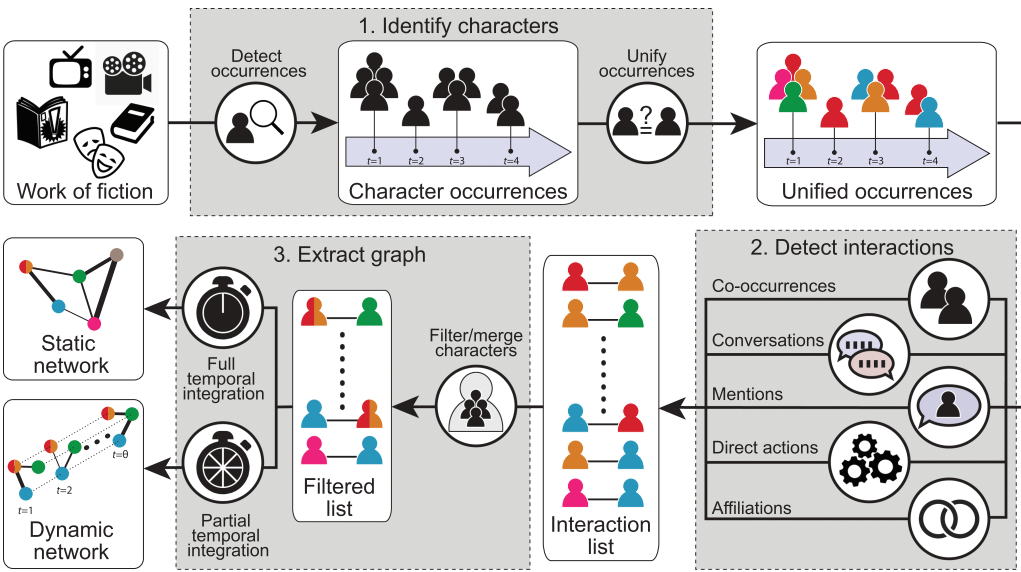 1. Identify characters
Detect
occurrences
Unify
occurrences
?
=
t=1
t=2
t=3
t=4
t=1
t=2
t=3
t=4
Work of fiction
Character occurrences
Unified occurrences
2. Detect interactions
Co-occurrences
Conversations
Mentions
Direct actions
Affiliations
Interaction
list
3. Extract graph
Filter/merge
characters
Filtered
list
Full
temporal
integration
Partial
temporal
integration
Static
network
t=1
t=2
t=θ
Dynamic
network